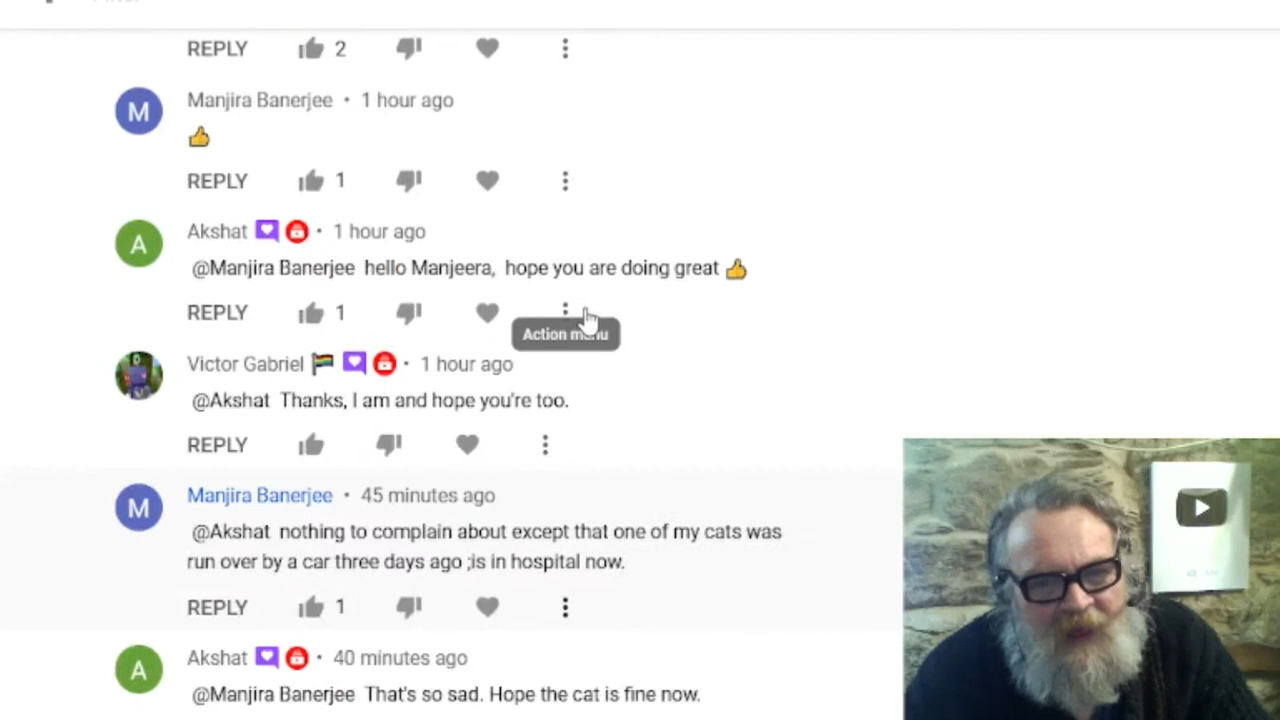 REPLY 2
Manjira Banerjee • 1 hour ago
👍
REPLY 1
Akshat • 1 hour ago
@Manjira Banerjee hello Manjeera, hope you are doing great 👍
REPLY 1
Action menu
Victor Gabriel 🏳️‍🌈 • 1 hour ago
@Akshat Thanks, I am and hope you're too.
REPLY
Manjira Banerjee • 45 minutes ago
@Akshat nothing to complain about except that one of my cats was
run over by a car three days ago ;is in hospital now.
REPLY 1
Akshat • 40 minutes ago
@Manjira Banerjee That's so sad. Hope the cat is fine now.
M
A
M
A